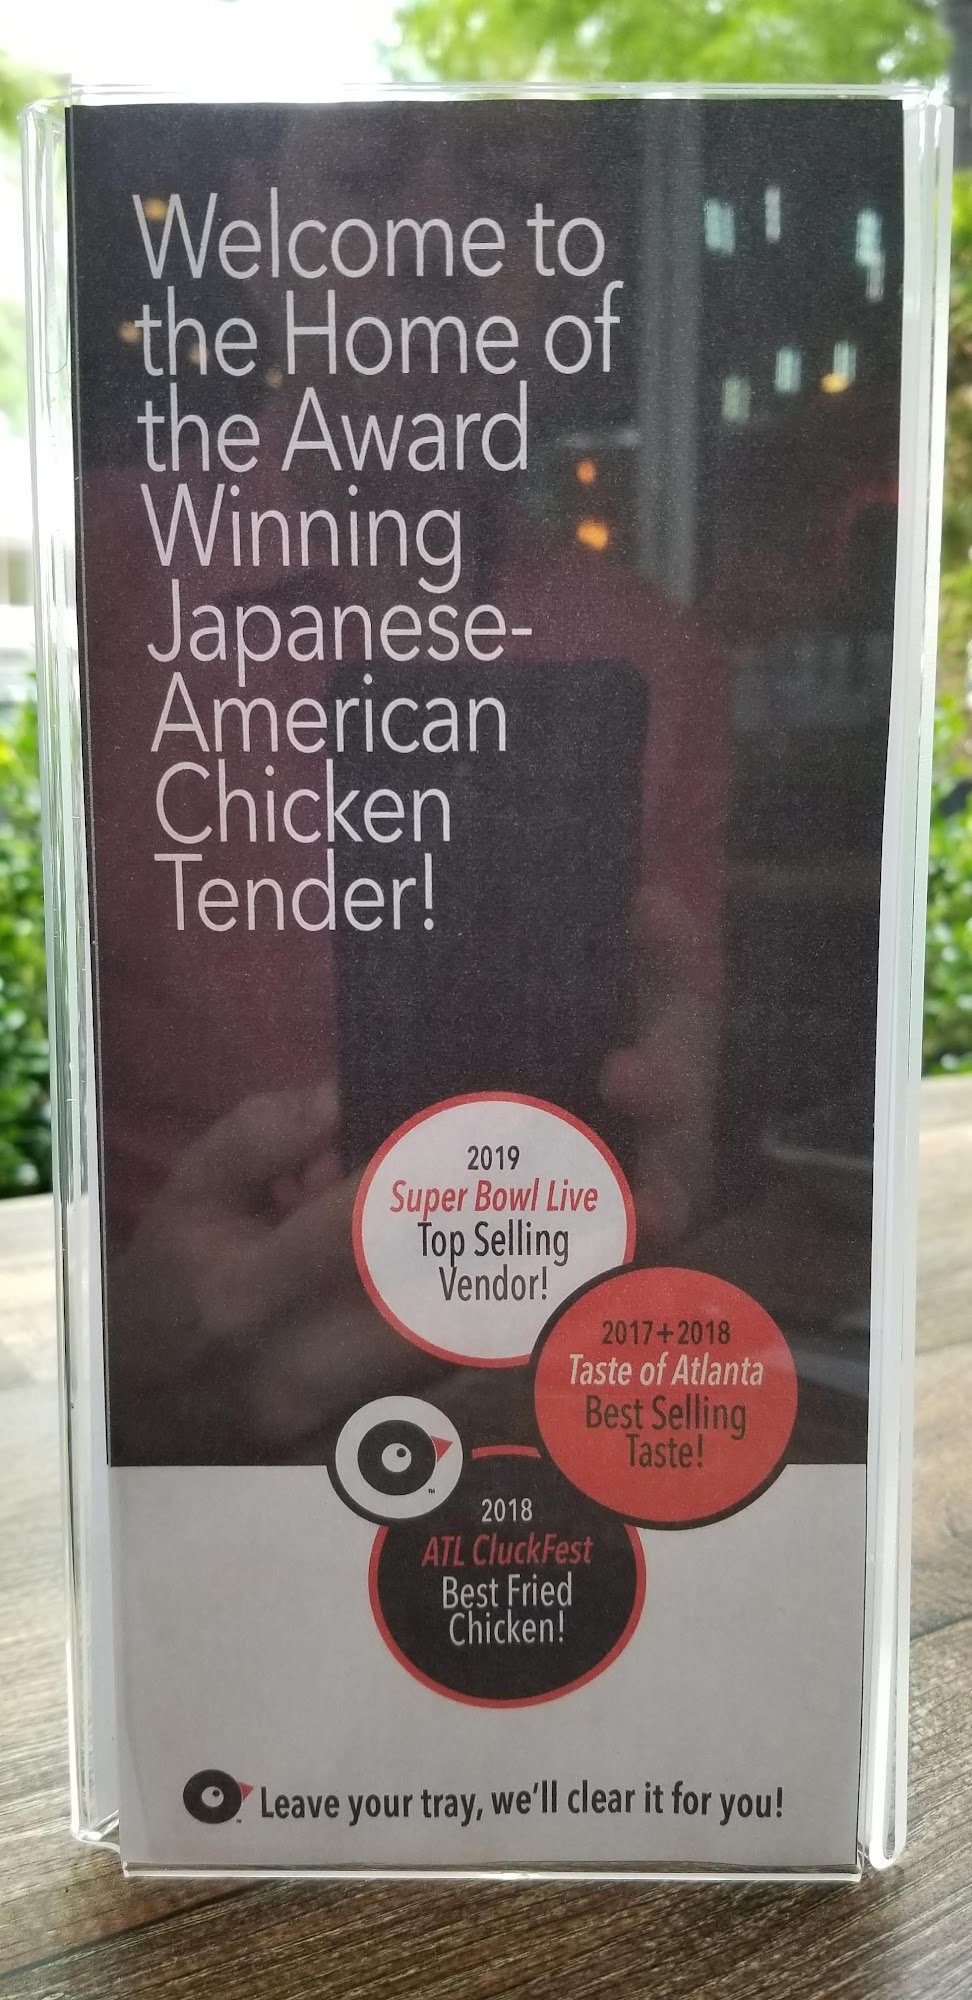 Welcome to
the Home of
the Award
Winning
Japanese-
American
Chicken
Tender!
2019
Super Bowl Live
Top Selling
Vendor!
2017+2018
Taste of Atlanta
Best Selling
Taste!
TM
2018
ATL CluckFest
Best Fried
Chicken!
Leave your tray, we'll clear it for you!